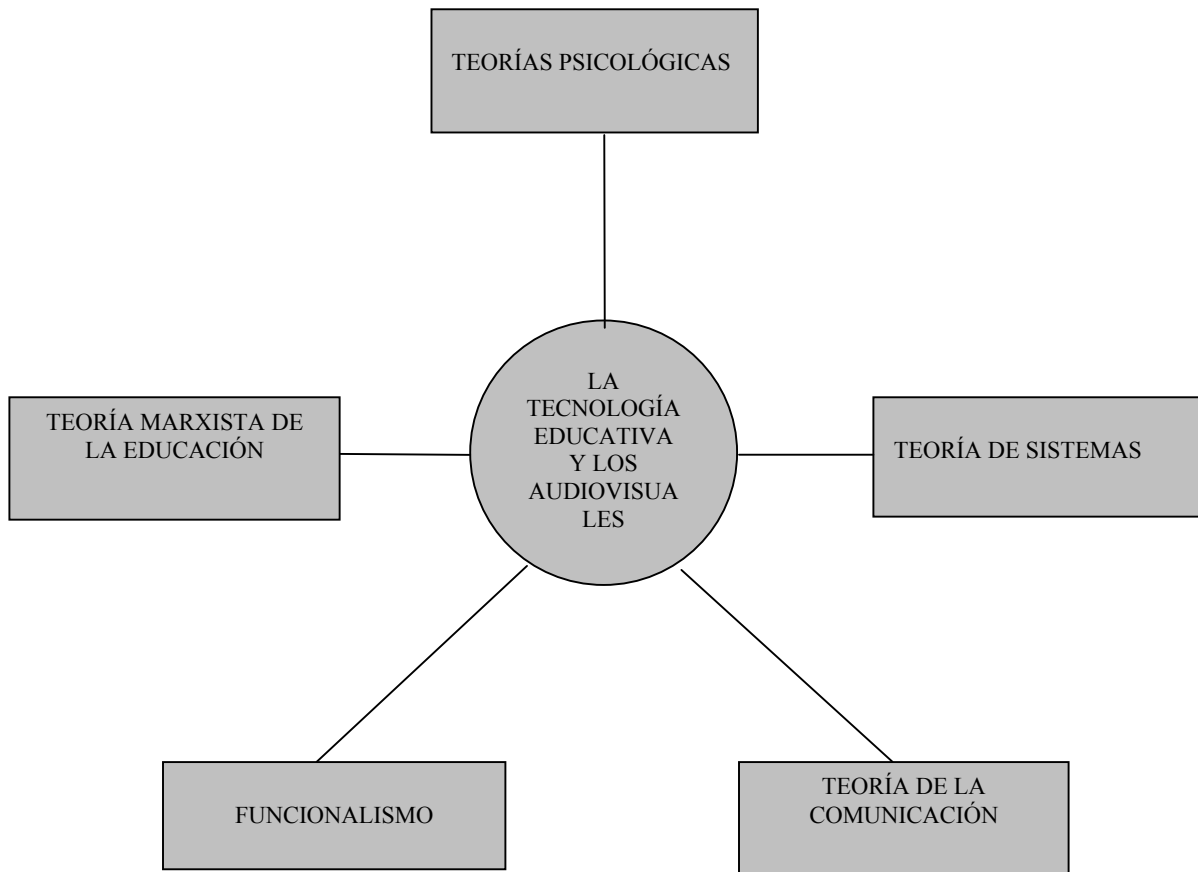 TEORÍAS PSICOLÓGICAS
LA
TECNOLOGÍA
EDUCATIVA
Y LOS
AUDIOVISUA
LES
TEORÍA MARXISTA DE
LA EDUCACIÓN
TEORÍA DE SISTEMAS
FUNCIONALISMO
TEORÍA DE LA
COMUNICACIÓN